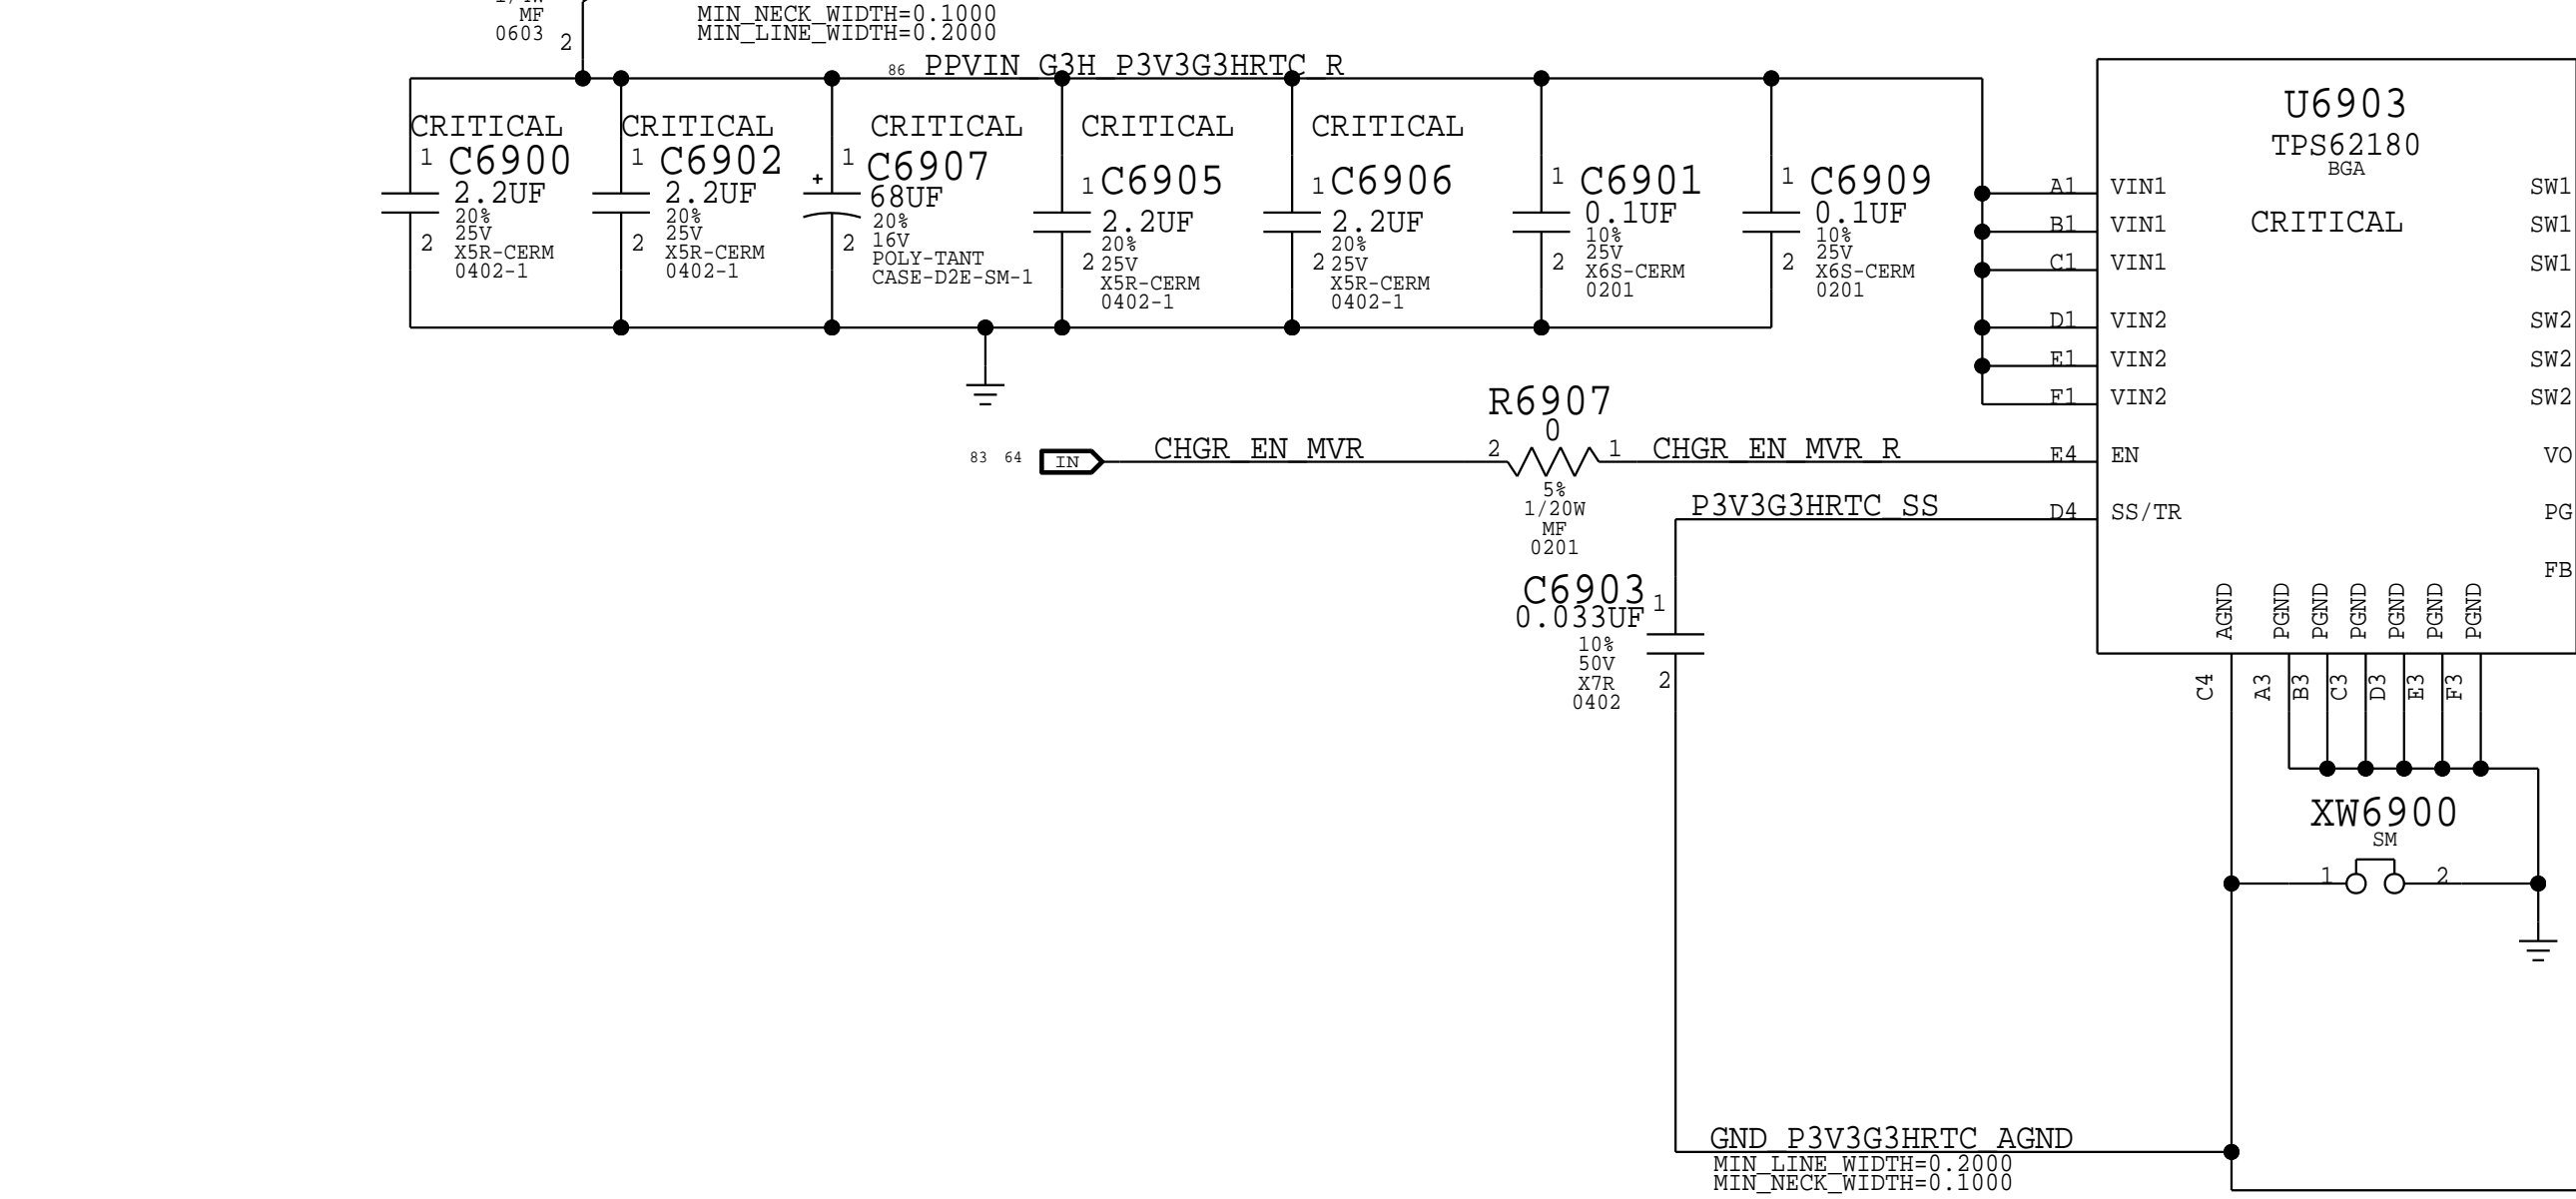 MF
0603
2
MIN_NECK_WIDTH=0.1000
MIN_LINE_WIDTH=0.2000
86 PPVIN_G3H_P3V3G3HRTC_R
CRITICAL
1 C6900
2.2UF
20%
25V
2
X5R-CERM
0402-1
CRITICAL
1 C6902
2.2UF
20%
25V
2
X5R-CERM
0402-1
CRITICAL
1 C6907
+
68UF
20%
16V
2
POLY-TANT
CASE-D2E-SM-1
CRITICAL
1 C6905
2.2UF
20%
2 25V
X5R-CERM
0402-1
CRITICAL
1 C6906
2.2UF
20%
2 25V
X5R-CERM
0402-1
1 C6901
0.1UF
10%
25V
2
X6S-CERM
0201
1 C6909
0.1UF
10%
25V
2
X6S-CERM
0201
U6903
TPS62180
BGA
CRITICAL
A1 VIN1 SW1
B1 VIN1 SW1
C1 VIN1 SW1
D1 VIN2 SW2
E1 VIN2 SW2
F1 VIN2 SW2
E4 EN VO
D4 SS/TR PG
FB
83 64 IN CHGR_EN_MVR
R6907
0
2 1
5%
1/20W
MF
0201
CHGR_EN_MVR_R
P3V3G3HRTC_SS
C6903 1
0.033UF
10%
50V
X7R
2
0402
AGND PGND PGND PGND PGND PGND PGND
C4 A3 B3 C3 D3 E3 F3
XW6900
SM
1 2
GND_P3V3G3HRTC_AGND
MIN_LINE_WIDTH=0.2000
MIN_NECK_WIDTH=0.1000